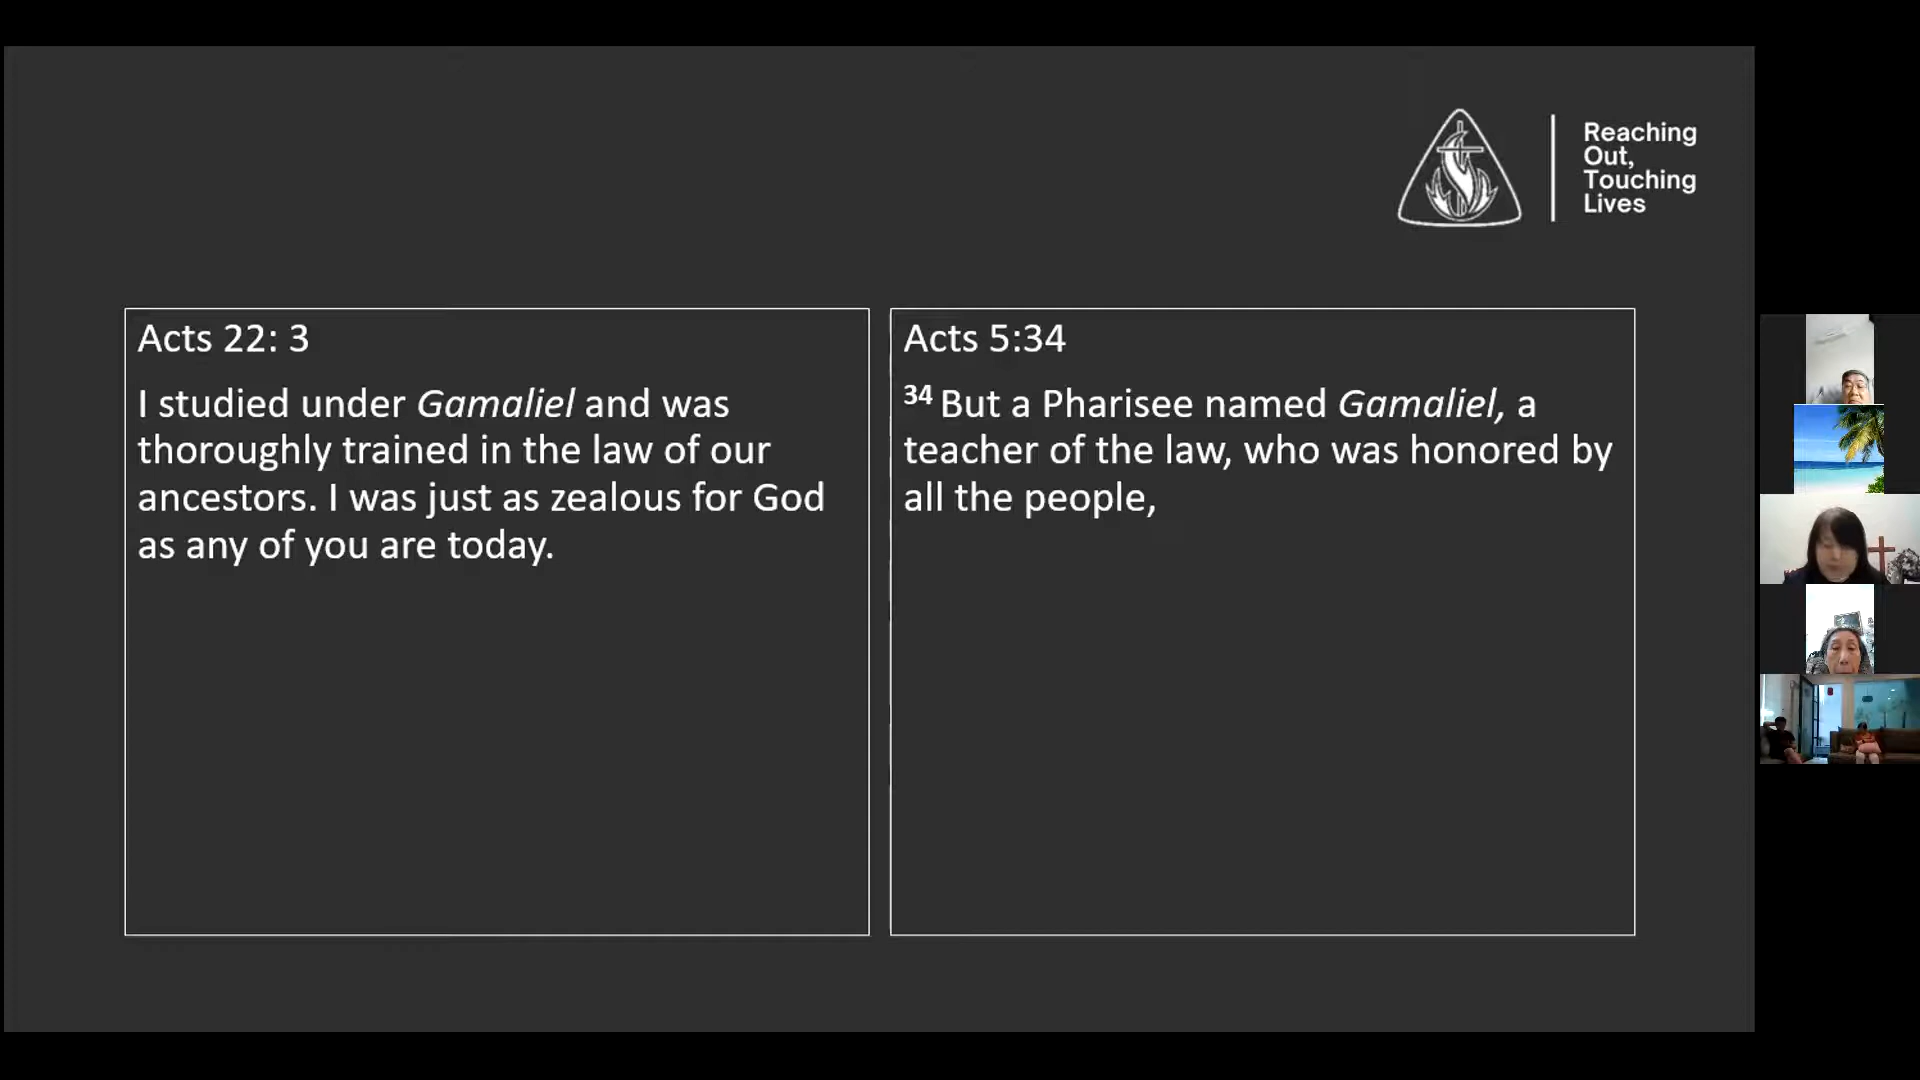 Reaching
Out,
Touching
Lives
Acts 22: 3
I studied under Gamaliel and was
thoroughly trained in the law of our
ancestors. I was just as zealous for God
as any of you are today.
Acts 5:34
34 But a Pharisee named Gamaliel, a
teacher of the law, who was honored by
all the people,